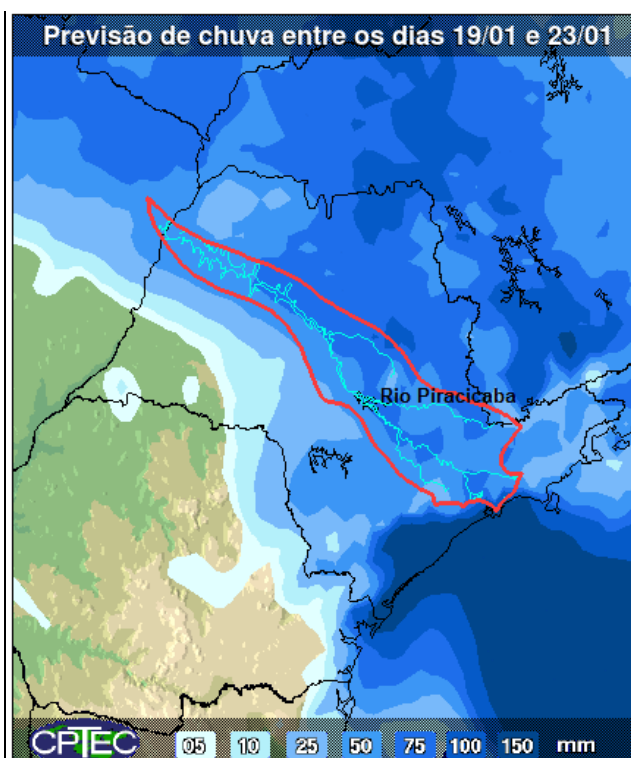 Previsão de chuva entre os dias 19/01 e 23/01
Rio Piracicaba
CPTEC 05 10 25 50 75 100 150 mm